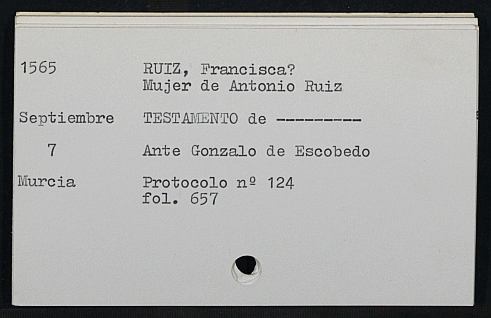 1565 RUIZ, Francisca?
Mujer de Antonio Ruiz
Septiembre TESTAMENTO de ---------
7 Ante Gonzalo de Escobedo
Murcia Protocolo nº 124
fol. 657